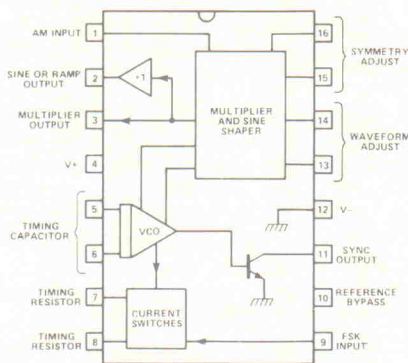 AM INPUT
1
SINE OR RAMP
OUTPUT
2
+1
MULTIPLIER
OUTPUT
3
V+
4
TIMING
CAPACITOR
5
6
TIMING
RESISTOR
7
TIMING
RESISTOR
8
MULTIPLIER
AND SINE
SHAPER
VCO
CURRENT
SWITCHES
16
SYMMETRY
ADJUST
15
14
WAVEFORM
ADJUST
13
12
V−
11
SYNC
OUTPUT
10
REFERENCE
BYPASS
9
FSK
INPUT